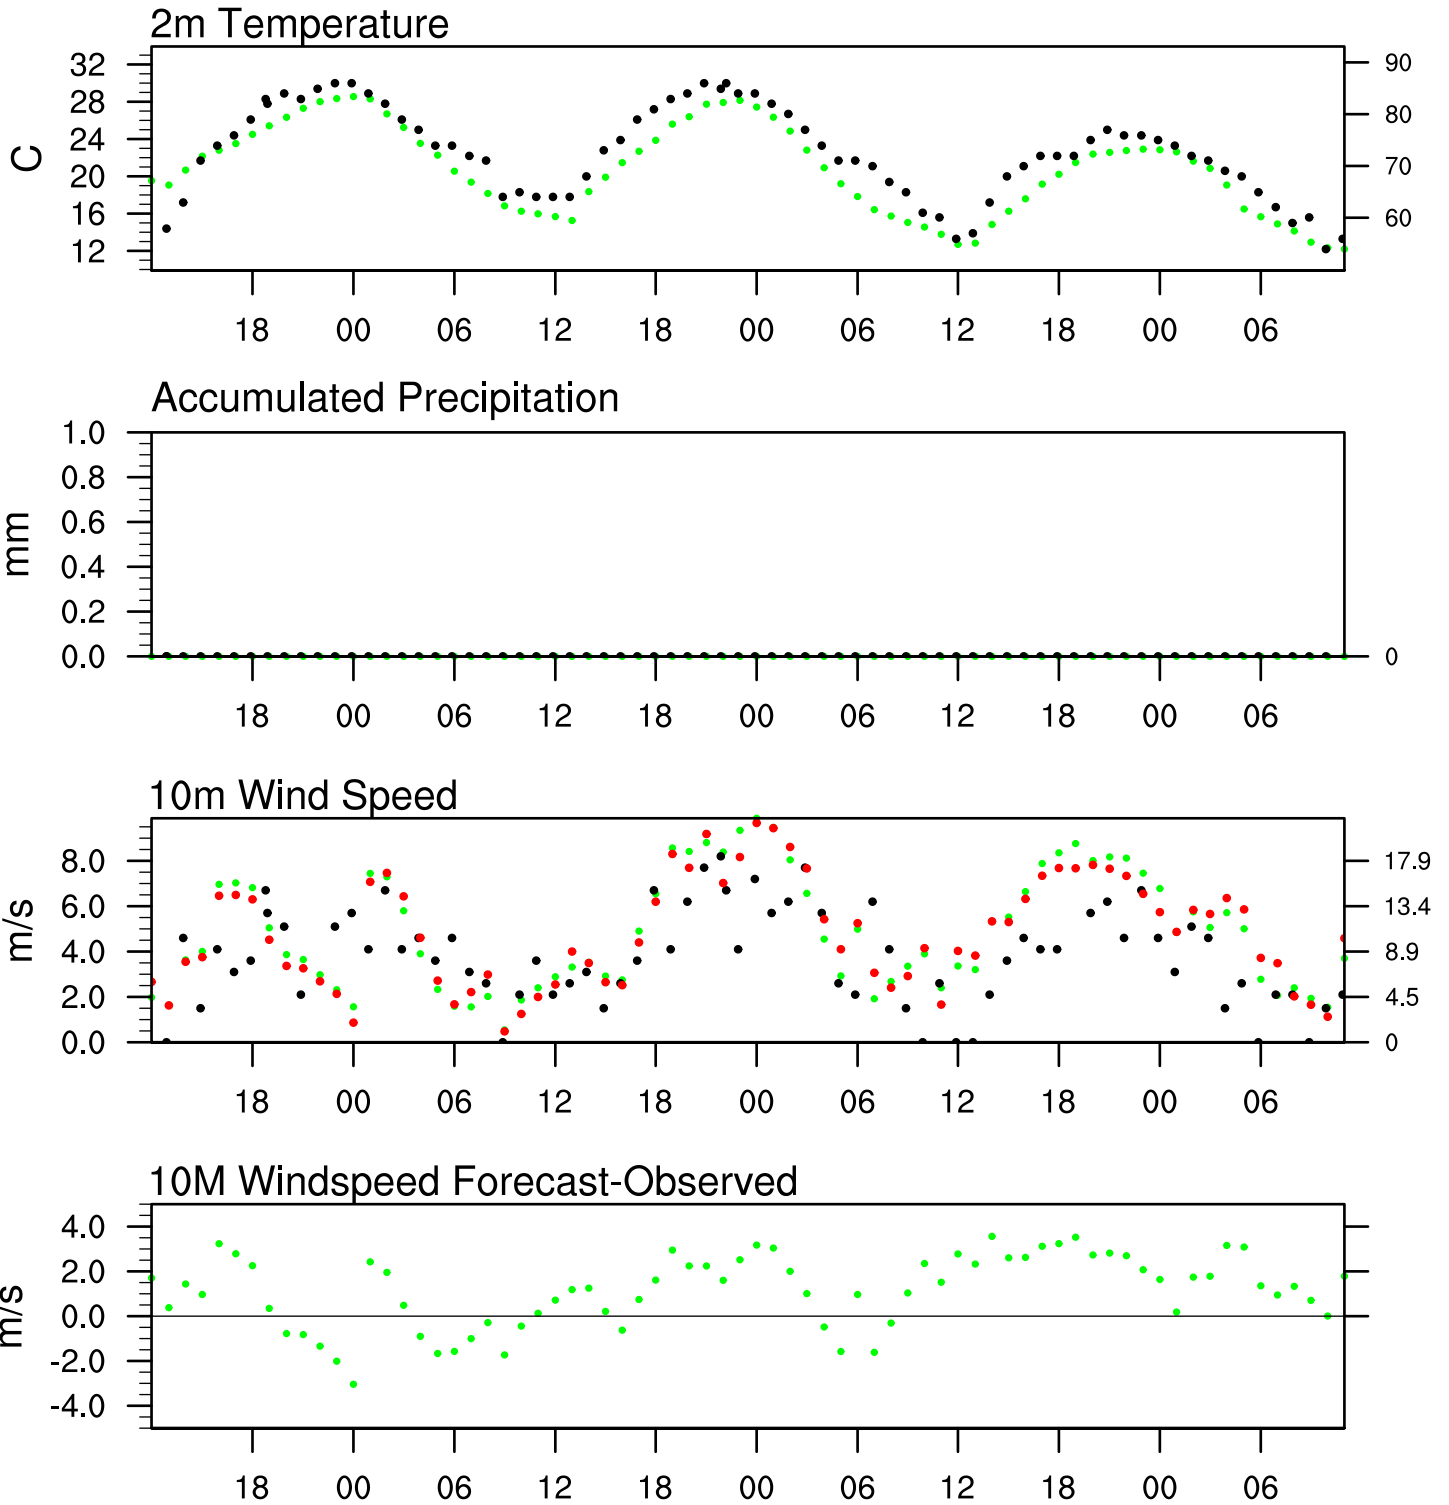 2m Temperature
32
28
24
20
16
12
C
90
80
70
60
18 00 06 12 18 00 06 12 18 00 06
Accumulated Precipitation
1.0
0.8
0.6
0.4
0.2
0.0
mm
0
18 00 06 12 18 00 06 12 18 00 06
10m Wind Speed
8.0
6.0
4.0
2.0
0.0
m/s
17.9
13.4
8.9
4.5
0
18 00 06 12 18 00 06 12 18 00 06
10M Windspeed Forecast-Observed
4.0
2.0
0.0
-2.0
-4.0
m/s
18 00 06 12 18 00 06 12 18 00 06